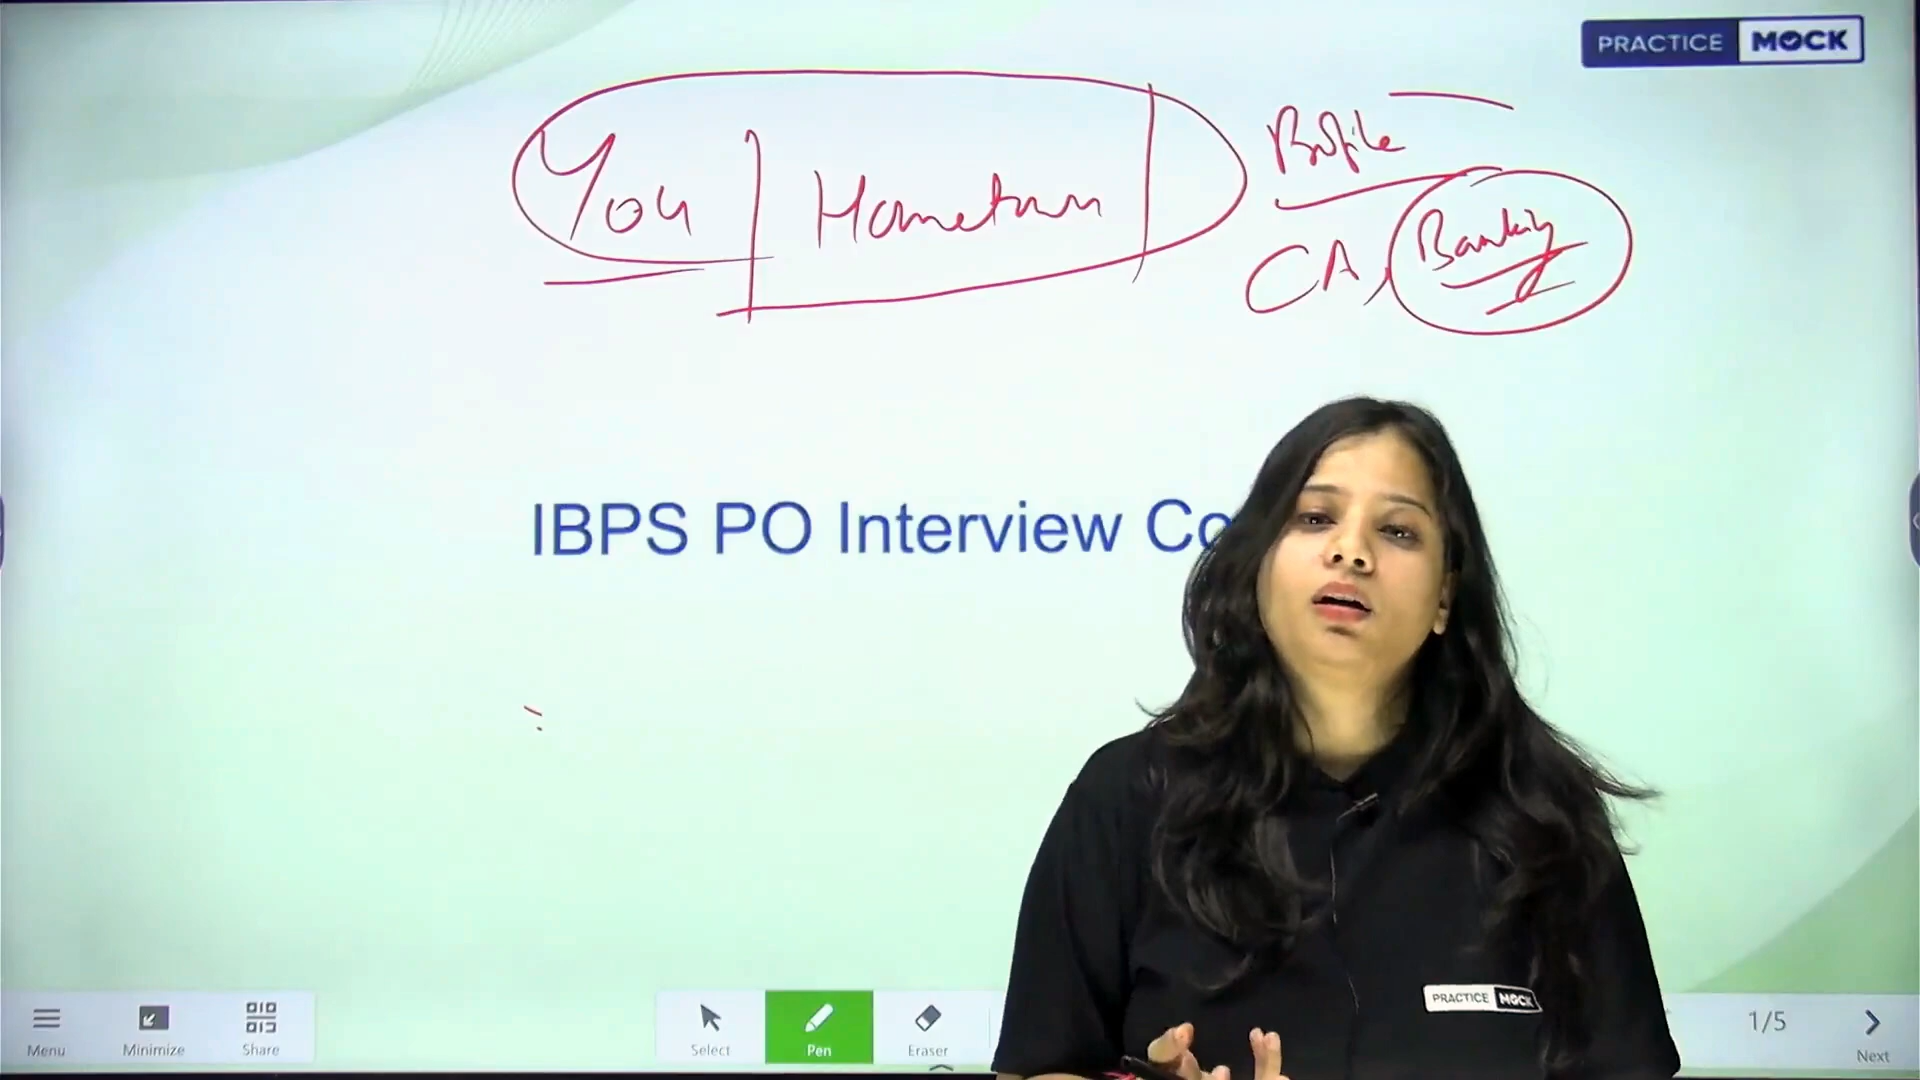 PRACTICE MOCK
You | Hometown |
Profile
CA, Banking
IBPS PO Interview Co
PRACTICE MOCK
Menu
Minimize
Share
Select
Pen
Eraser
1/5
Next